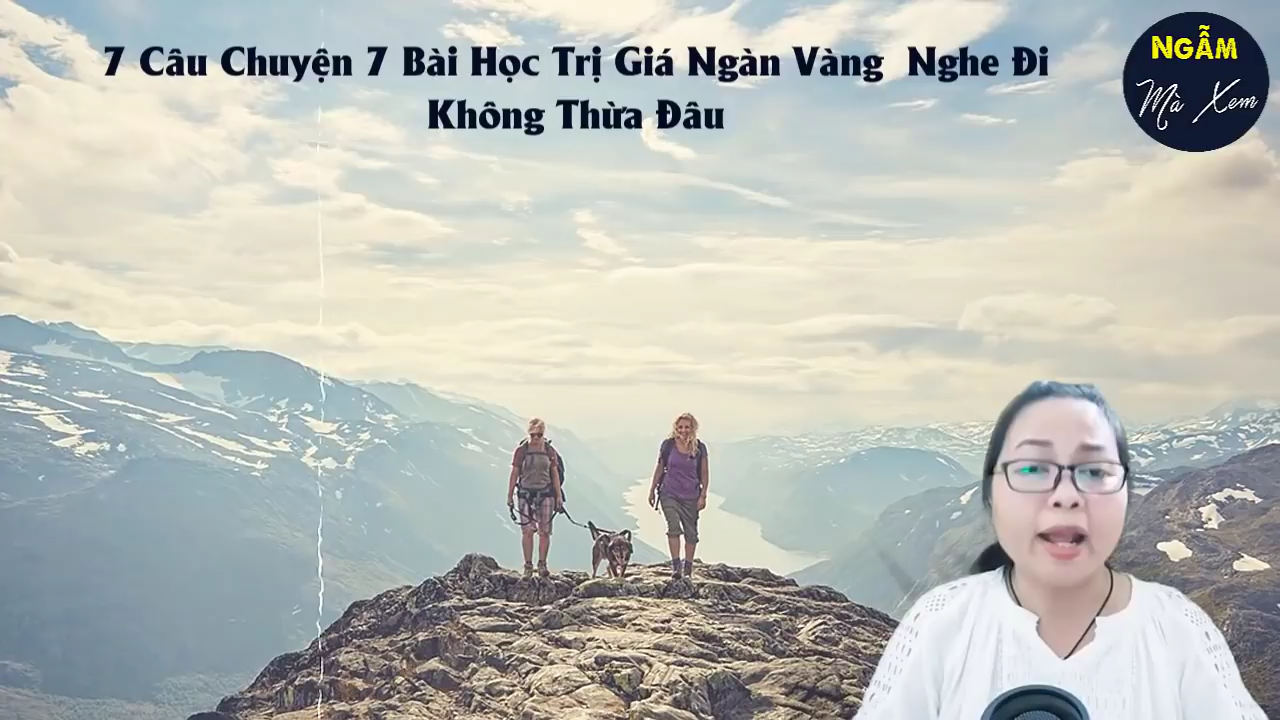 7 Câu Chuyện 7 Bài Học Trị Giá Ngàn Vàng Nghe Đi
Không Thừa Đâu
NGẪM
Mà Xem